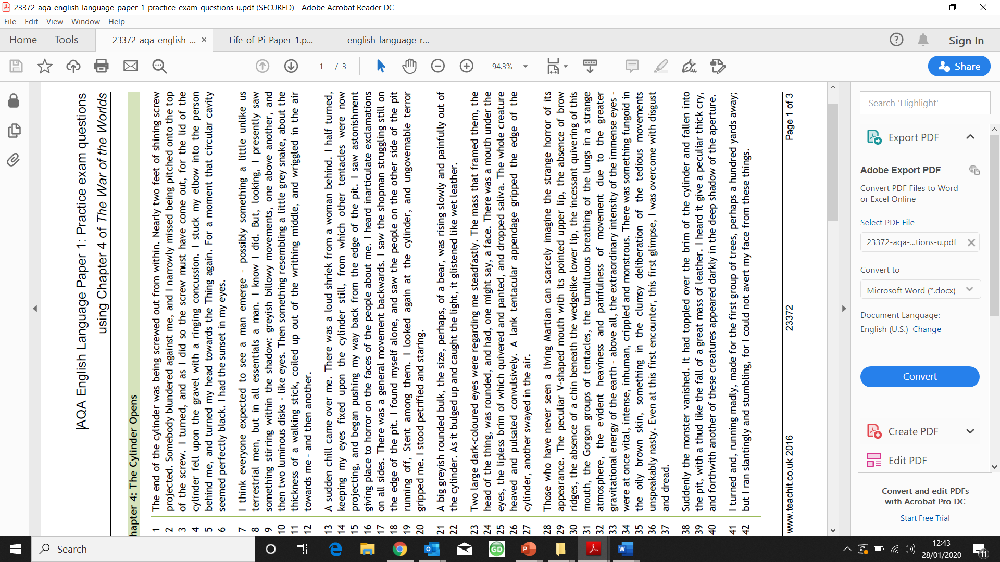 23372-aqa-english-language-paper-1-practice-exam-questions-u.pdf (SECURED) - Adobe Acrobat Reader DC
File Edit View Window Help
Home Tools 23372-aqa-english-... × Life-of-Pi-Paper-1.p... english-language-r... Sign In
1 / 3 94.3% Share
AQA English Language Paper 1: Practice exam questions
using Chapter 4 of The War of the Worlds
hapter 4: The Cylinder Opens
1 The end of the cylinder was being screwed out from within. Nearly two feet of shining screw
2 projected. Somebody blundered against me, and I narrowly missed being pitched onto the top
3 of the screw. I turned, and as I did so the screw must have come out, for the lid of the
4 cylinder fell upon the gravel with a ringing concussion. I stuck my elbow into the person
5 behind me, and turned my head towards the Thing again. For a moment that circular cavity
6 seemed perfectly black. I had the sunset in my eyes.
7 I think everyone expected to see a man emerge - possibly something a little unlike us
8 terrestrial men, but in all essentials a man. I know I did. But, looking, I presently saw
9 something stirring within the shadow: greyish billowy movements, one above another, and
10 then two luminous disks - like eyes. Then something resembling a little grey snake, about the
11 thickness of a walking stick, coiled up out of the writhing middle, and wriggled in the air
12 towards me - and then another.
13 A sudden chill came over me. There was a loud shriek from a woman behind. I half turned,
14 keeping my eyes fixed upon the cylinder still, from which other tentacles were now
15 projecting, and began pushing my way back from the edge of the pit. I saw astonishment
16 giving place to horror on the faces of the people about me. I heard inarticulate exclamations
17 on all sides. There was a general movement backwards. I saw the shopman struggling still on
18 the edge of the pit. I found myself alone, and saw the people on the other side of the pit
19 running off, Stent among them. I looked again at the cylinder, and ungovernable terror
20 gripped me. I stood petrified and staring.
21 A big greyish rounded bulk, the size, perhaps, of a bear, was rising slowly and painfully out of
22 the cylinder. As it bulged up and caught the light, it glistened like wet leather.
23 Two large dark-coloured eyes were regarding me steadfastly. The mass that framed them, the
24 head of the thing, was rounded, and had, one might say, a face. There was a mouth under the
25 eyes, the lipless brim of which quivered and panted, and dropped saliva. The whole creature
26 heaved and pulsated convulsively. A lank tentacular appendage gripped the edge of the
27 cylinder, another swayed in the air.
28 Those who have never seen a living Martian can scarcely imagine the strange horror of its
29 appearance. The peculiar V-shaped mouth with its pointed upper lip, the absence of brow
30 ridges, the absence of a chin beneath the wedgelike lower lip, the incessant quivering of this
31 mouth, the Gorgon groups of tentacles, the tumultuous breathing of the lungs in a strange
32 atmosphere, the evident heaviness and painfulness of movement due to the greater
33 gravitational energy of the earth - above all, the extraordinary intensity of the immense eyes -
34 were at once vital, intense, inhuman, crippled and monstrous. There was something fungoid in
35 the oily brown skin, something in the clumsy deliberation of the tedious movements
36 unspeakably nasty. Even at this first encounter, this first glimpse, I was overcome with disgust
37 and dread.
38 Suddenly the monster vanished. It had toppled over the brim of the cylinder and fallen into
39 the pit, with a thud like the fall of a great mass of leather. I heard it give a peculiar thick cry,
40 and forthwith another of these creatures appeared darkly in the deep shadow of the aperture.
41 I turned and, running madly, made for the first group of trees, perhaps a hundred yards away;
42 but I ran slantingly and stumbling, for I could not avert my face from these things.
www.teachit.co.uk 2016 23372 Page 1 of 3
Search 'Highlight'
Export PDF
Adobe Export PDF
Convert PDF Files to Word
or Excel Online
Select PDF File
23372-aqa-...tions-u.pdf
Convert to
Microsoft Word (*.docx)
Document Language:
English (U.S.) Change
Convert
Create PDF
Edit PDF
Convert and edit PDFs
with Acrobat Pro DC
Start Free Trial
Search
GO
12:43
28/01/2020
11